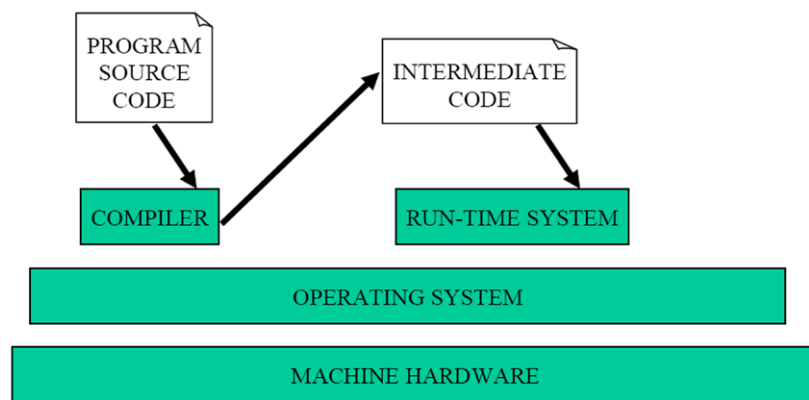 PROGRAM
SOURCE
CODE
INTERMEDIATE
CODE
COMPILER
RUN-TIME SYSTEM
OPERATING SYSTEM
MACHINE HARDWARE